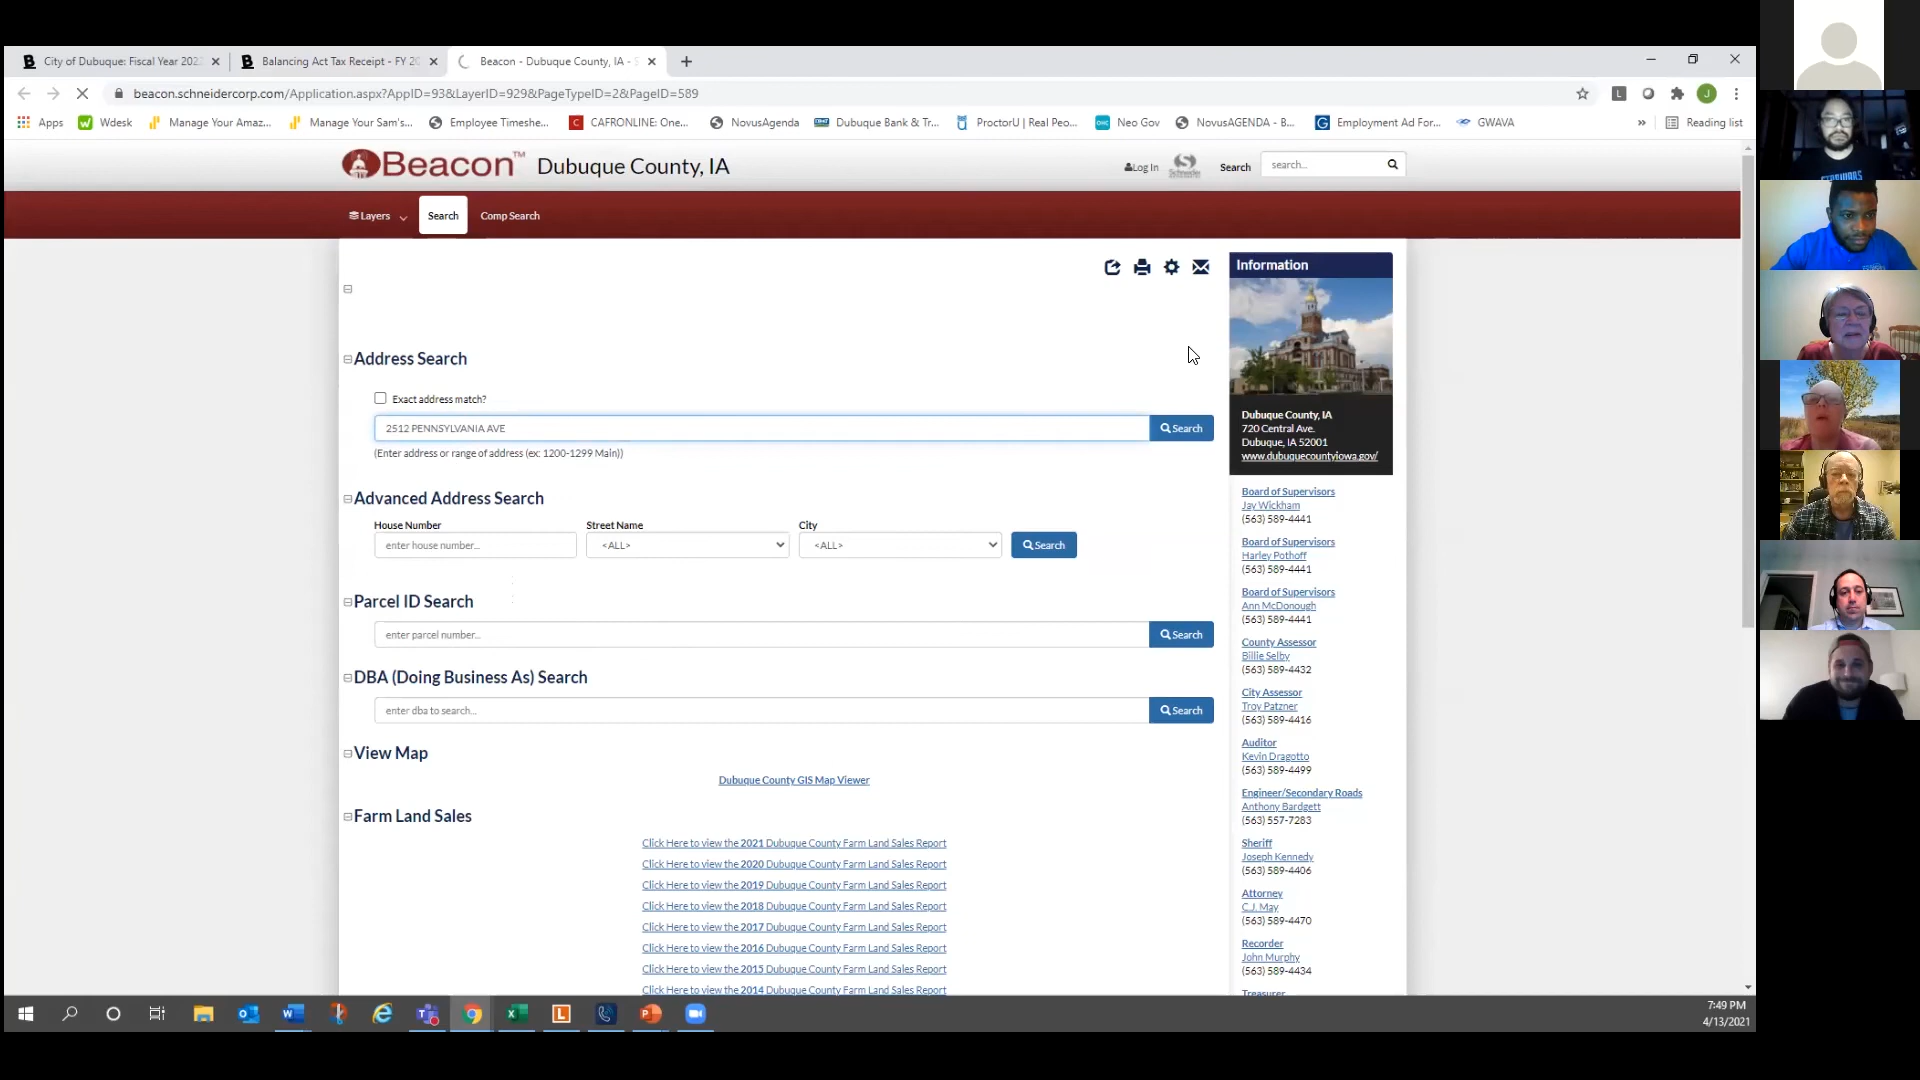 City of Dubuque: Fiscal Year 202
Balancing Act Tax Receipt - FY 20
Beacon - Dubuque County, IA - S
beacon.schneidercorp.com/Application.aspx?AppID=93&LayerID=929&PageTypeID=2&PageID=589
L
J
Apps
Wdesk
Manage Your Amaz...
Manage Your Sam's...
Employee Timeshe...
CAFRONLINE: One...
NovusAgenda
Dubuque Bank & Tr...
ProctorU | Real Peo...
Neo Gov
NovusAGENDA - B...
Employment Ad For...
GWAVA
»
Reading list
Beacon™ Dubuque County, IA
Log In
Schneider
Search
search...
Layers
Search
Comp Search
Address Search
Exact address match?
2512 PENNSYLVANIA AVE
Search
(Enter address or range of address (ex: 1200-1299 Main))
Advanced Address Search
House Number
Street Name
City
enter house number...
<ALL>
<ALL>
Search
Parcel ID Search
enter parcel number...
Search
DBA (Doing Business As) Search
enter dba to search...
Search
View Map
Dubuque County GIS Map Viewer
Farm Land Sales
Click Here to view the 2021 Dubuque County Farm Land Sales Report
Click Here to view the 2020 Dubuque County Farm Land Sales Report
Click Here to view the 2019 Dubuque County Farm Land Sales Report
Click Here to view the 2018 Dubuque County Farm Land Sales Report
Click Here to view the 2017 Dubuque County Farm Land Sales Report
Click Here to view the 2016 Dubuque County Farm Land Sales Report
Click Here to view the 2015 Dubuque County Farm Land Sales Report
Click Here to view the 2014 Dubuque County Farm Land Sales Report
Information
Dubuque County, IA
720 Central Ave.
Dubuque, IA 52001
www.dubuquecountyiowa.gov/
Board of Supervisors
Jay Wickham
(563) 589-4441
Board of Supervisors
Harley Pothoff
(563) 589-4441
Board of Supervisors
Ann McDonough
(563) 589-4441
County Assessor
Billie Selby
(563) 589-4432
City Assessor
Troy Patzner
(563) 589-4416
Auditor
Kevin Dragotto
(563) 589-4499
Engineer/Secondary Roads
Anthony Bardgett
(563) 557-7283
Sheriff
Joseph Kennedy
(563) 589-4406
Attorney
C.J. May
(563) 589-4470
Recorder
John Murphy
(563) 589-4434
Treasurer
7:49 PM
4/13/2021